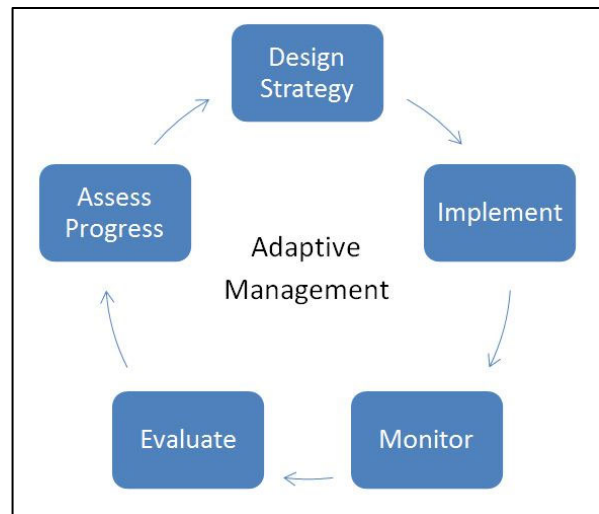 Design
Strategy
Implement
Monitor
Evaluate
Assess
Progress
Adaptive
Management